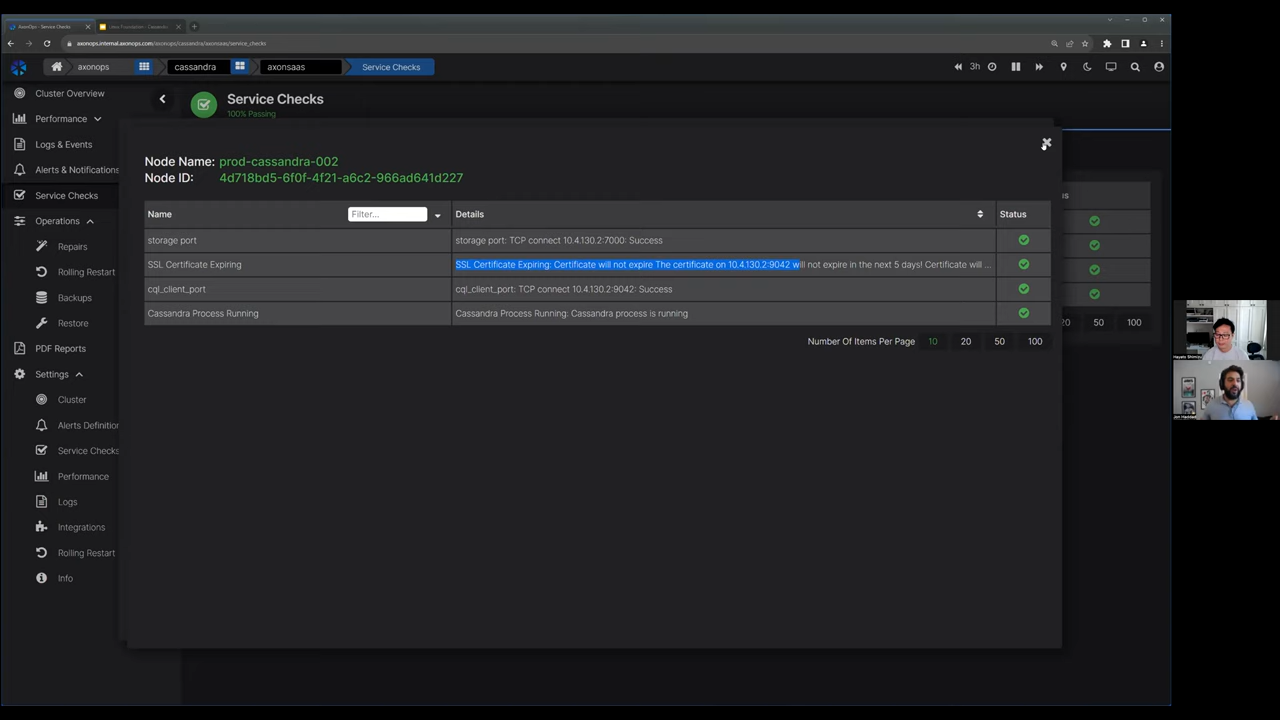 AxonOps - Service Checks
axonops.internal.axonops.com/axonops/cassandra/axonsaas/service_checks
axonops
cassandra
axonsaas
Service Checks
3h
Cluster Overview
Performance
Logs & Events
Alerts & Notifications
Service Checks
Operations
Repairs
Rolling Restart
Backups
Restore
PDF Reports
Settings
Cluster
Alerts Definition
Service Checks
Performance
Logs
Integrations
Rolling Restart
Info
Service Checks
100% Passing
Node Name: prod-cassandra-002
Node ID: 4d718bd5-6f0f-4f21-a6c2-966ad641d227
Name Filter... Details Status
storage port storage port: TCP connect 10.4.130.2:7000: Success
SSL Certificate Expiring SSL Certificate Expiring: Certificate will not expire The certificate on 10.4.130.2:9042 will not expire in the next 5 days! Certificate will ...
cql_client_port cql_client_port: TCP connect 10.4.130.2:9042: Success
Cassandra Process Running Cassandra Process Running: Cassandra process is running
Number Of Items Per Page 10 20 50 100
20 50 100
Hayato Shimizu
Jon Haddad